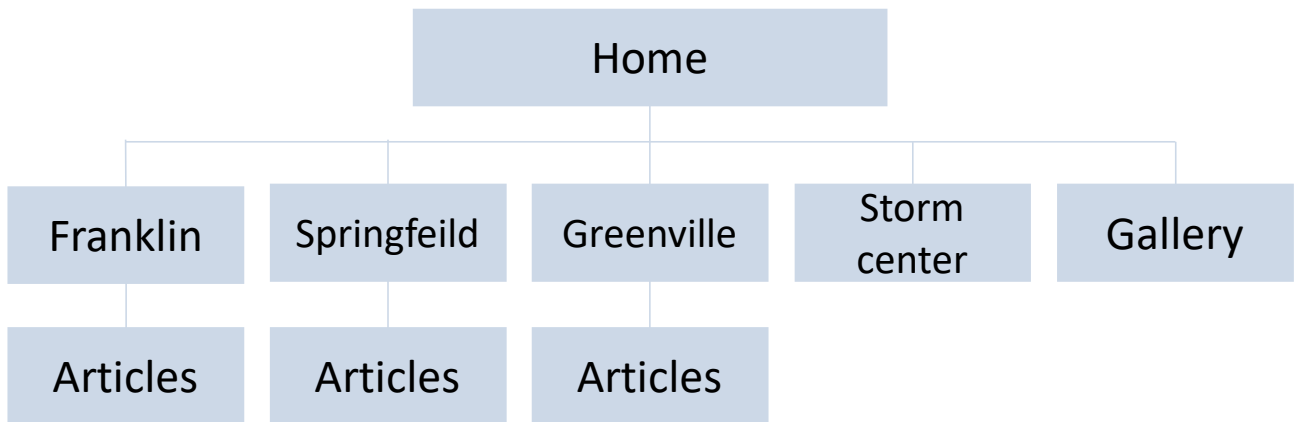 Home
Franklin
Springfeild
Greenville
Storm
center
Gallery
Articles
Articles
Articles